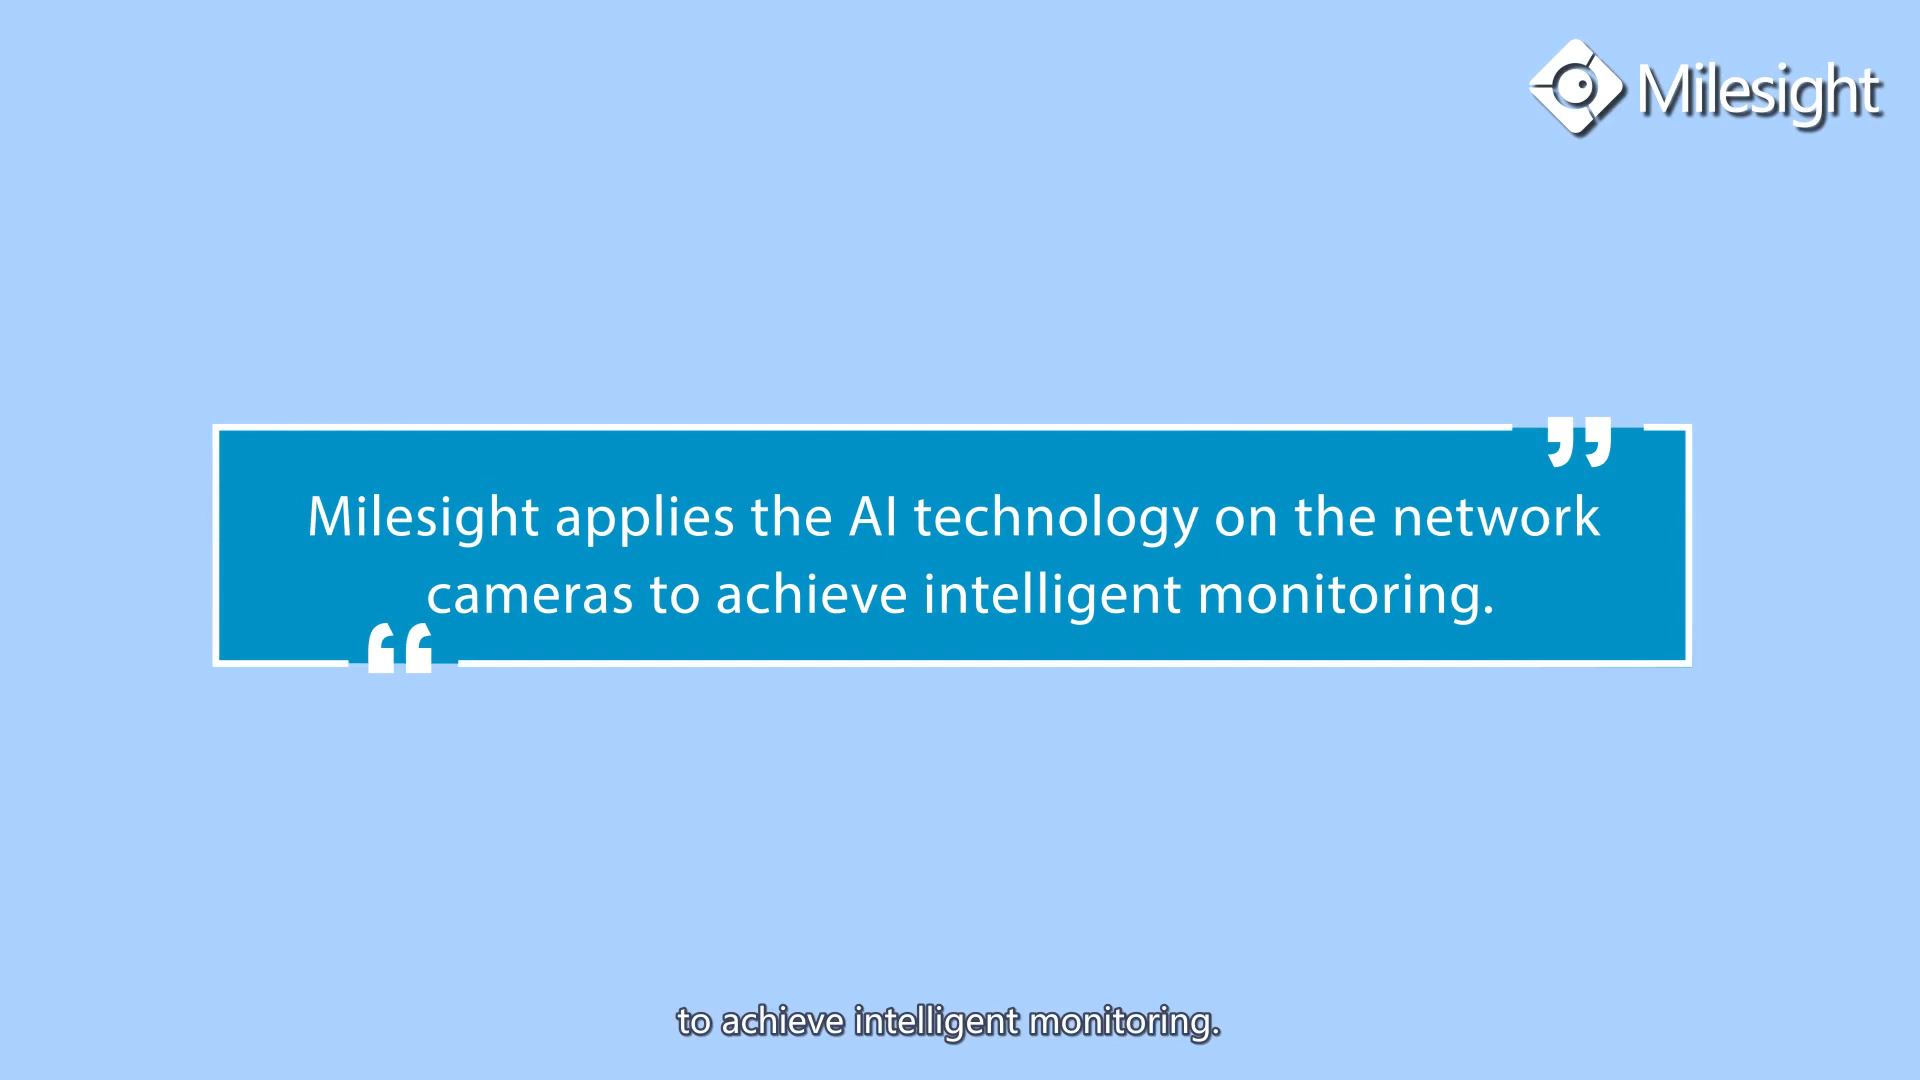 Milesight
Milesight applies the AI technology on the network
cameras to achieve intelligent monitoring.
to achieve intelligent monitoring.